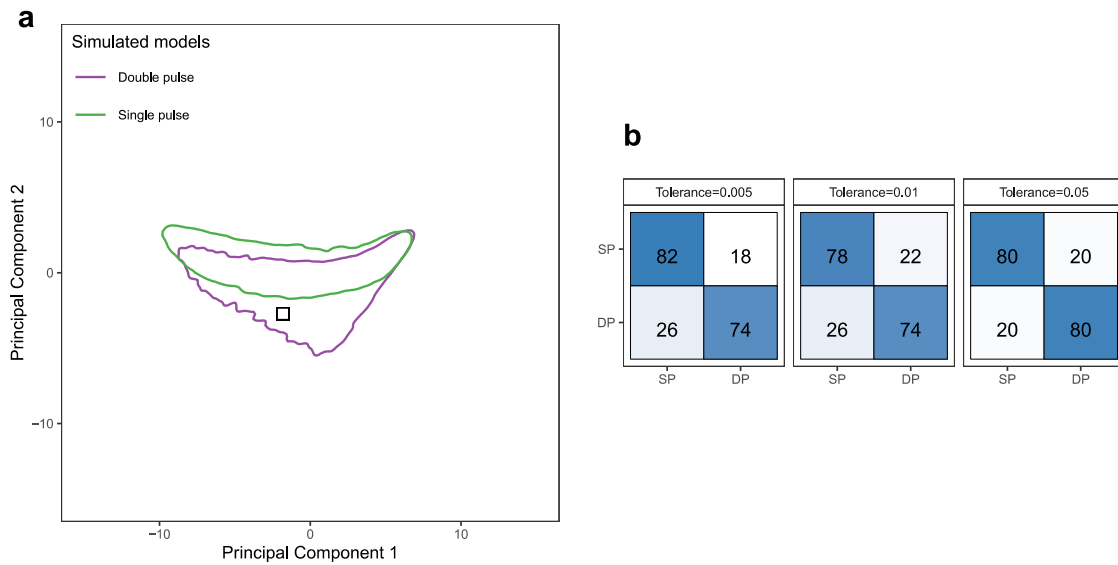 a
Simulated models
Double pulse
Single pulse
10
0
−10
Principal Component 2
−10 0 10
Principal Component 1
b
Tolerance=0.005 Tolerance=0.01 Tolerance=0.05
SP 82 18 78 22 80 20
DP 26 74 26 74 20 80
SP DP SP DP SP DP